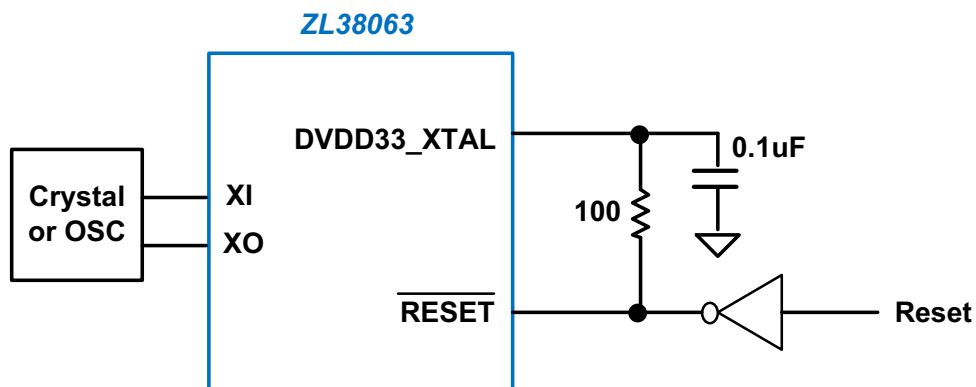 ZL38063
DVDD33_XTAL
0.1uF
Crystal
or OSC
XI
100
XO
RESET
Reset